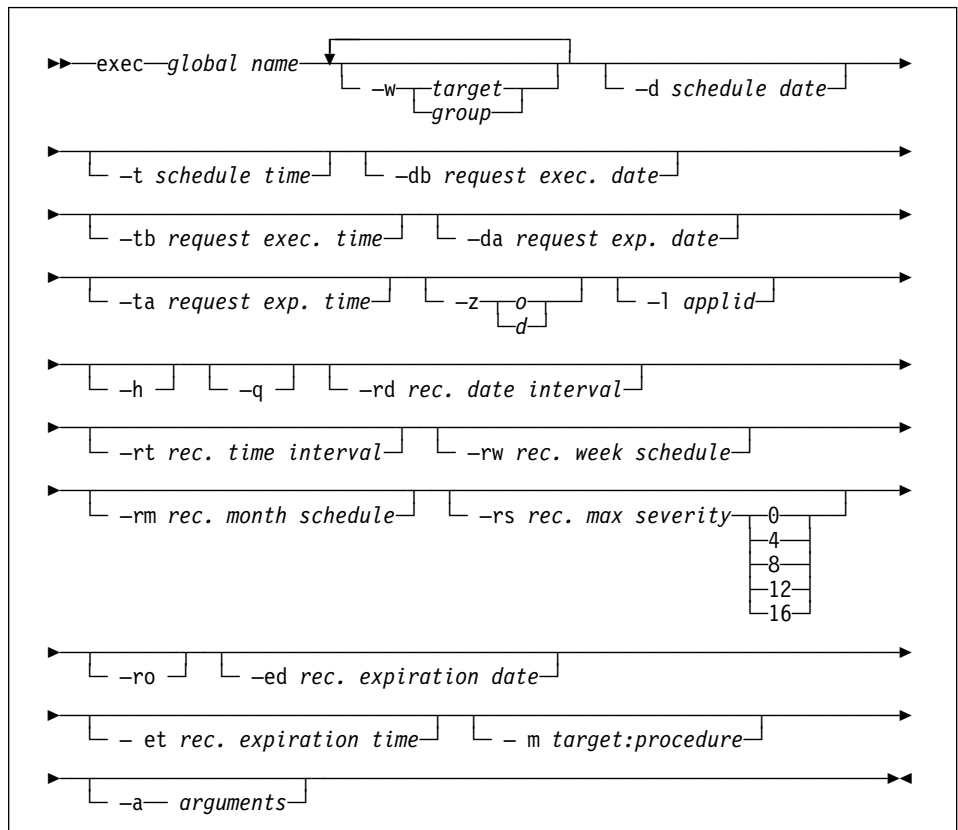 exec global name
–w target –d schedule date
group
–t schedule time –db request exec. date
–tb request exec. time –da request exp. date
–ta request exp. time –z o –l applid
d
–h –q –rd rec. date interval
–rt rec. time interval –rw rec. week schedule
–rm rec. month schedule –rs rec. max severity 0
4
8
12
16
–ro –ed rec. expiration date
– et rec. expiration time – m target:procedure
–a arguments